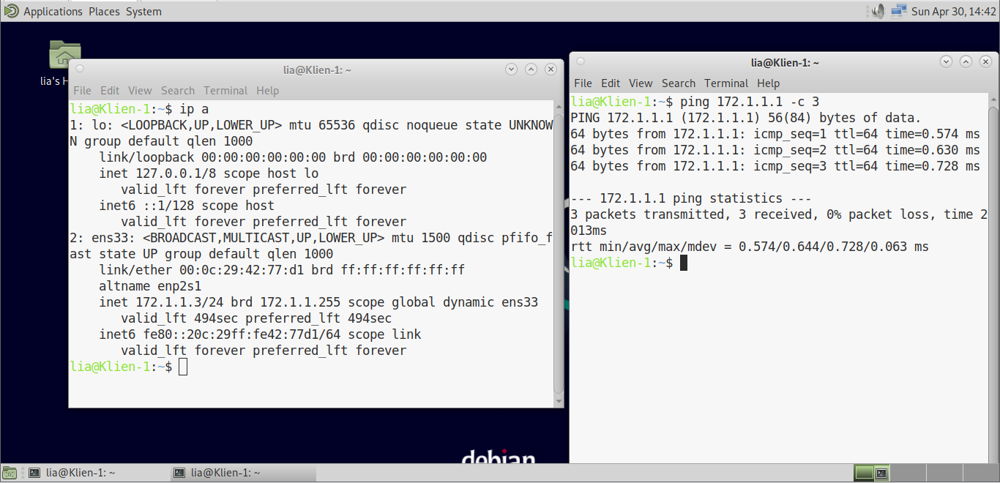 Applications Places System
Sun Apr 30, 14:42
lia's H
lia@Klien-1: ~
File Edit View Search Terminal Help
lia@Klien-1:~$ ip a
1: lo: <LOOPBACK,UP,LOWER_UP> mtu 65536 qdisc noqueue state UNKNOW
N group default qlen 1000
link/loopback 00:00:00:00:00:00 brd 00:00:00:00:00:00
inet 127.0.0.1/8 scope host lo
valid_lft forever preferred_lft forever
inet6 ::1/128 scope host
valid_lft forever preferred_lft forever
2: ens33: <BROADCAST,MULTICAST,UP,LOWER_UP> mtu 1500 qdisc pfifo_f
ast state UP group default qlen 1000
link/ether 00:0c:29:42:77:d1 brd ff:ff:ff:ff:ff:ff
altname enp2s1
inet 172.1.1.3/24 brd 172.1.1.255 scope global dynamic ens33
valid_lft 494sec preferred_lft 494sec
inet6 fe80::20c:29ff:fe42:77d1/64 scope link
valid_lft forever preferred_lft forever
lia@Klien-1:~$
lia@Klien-1: ~
File Edit View Search Terminal Help
lia@Klien-1:~$ ping 172.1.1.1 -c 3
PING 172.1.1.1 (172.1.1.1) 56(84) bytes of data.
64 bytes from 172.1.1.1: icmp_seq=1 ttl=64 time=0.574 ms
64 bytes from 172.1.1.1: icmp_seq=2 ttl=64 time=0.630 ms
64 bytes from 172.1.1.1: icmp_seq=3 ttl=64 time=0.728 ms
--- 172.1.1.1 ping statistics ---
3 packets transmitted, 3 received, 0% packet loss, time 2
013ms
rtt min/avg/max/mdev = 0.574/0.644/0.728/0.063 ms
lia@Klien-1:~$
debian
lia@Klien-1: ~
lia@Klien-1: ~